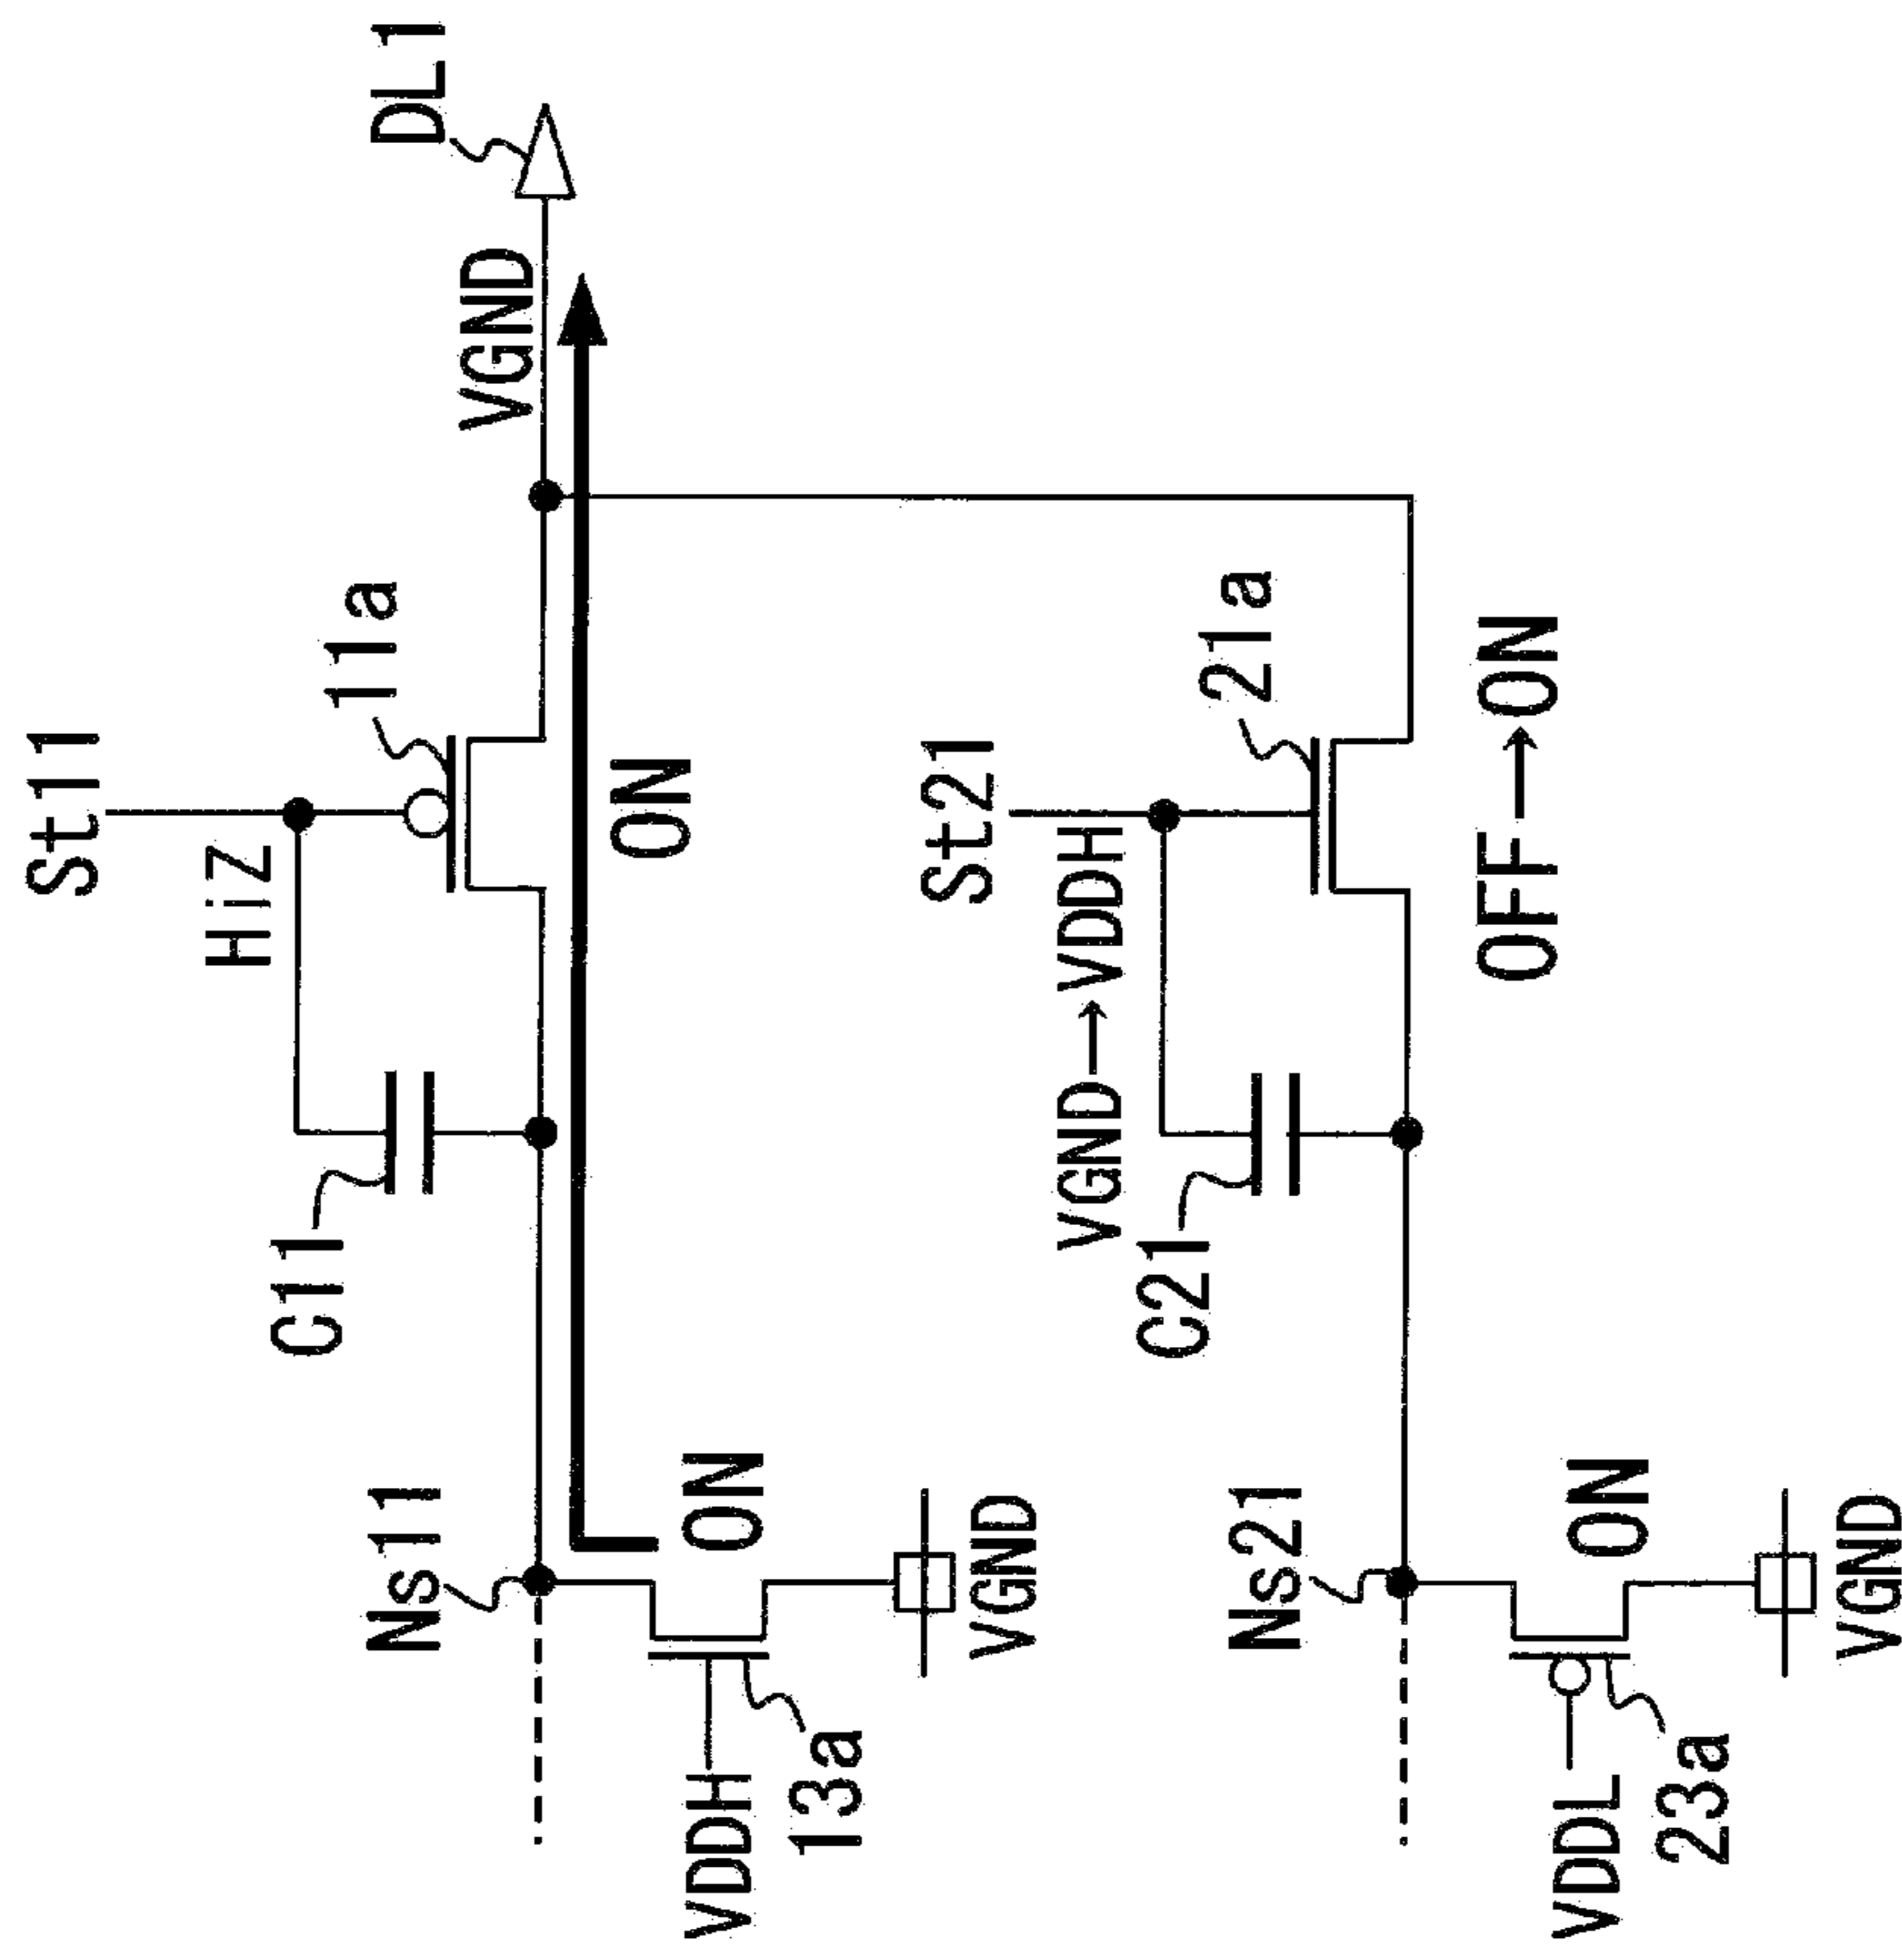 St11
HiZ
C11
11a
Ns11
DL1
VGND
ON
VDDH
ON
13a
St21
VGND
VGND→VDDH
C21
21a
Ns21
OFF→ON
VDDL
ON
23a
VGND